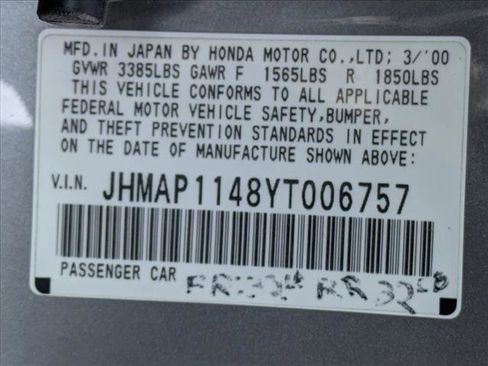 MFD.IN JAPAN BY HONDA MOTOR CO.,LTD; 3/'00
GVWR 3385LBS GAWR F 1565LBS R 1850LBS
THIS VEHICLE CONFORMS TO ALL APPLICABLE
FEDERAL MOTOR VEHICLE SAFETY,BUMPER,
AND THEFT PREVENTION STANDARDS IN EFFECT
ON THE DATE OF MANUFACTURE SHOWN ABOVE:
V.I.N. JHMAP1148YT006757
PASSENGER CAR RR 32LB